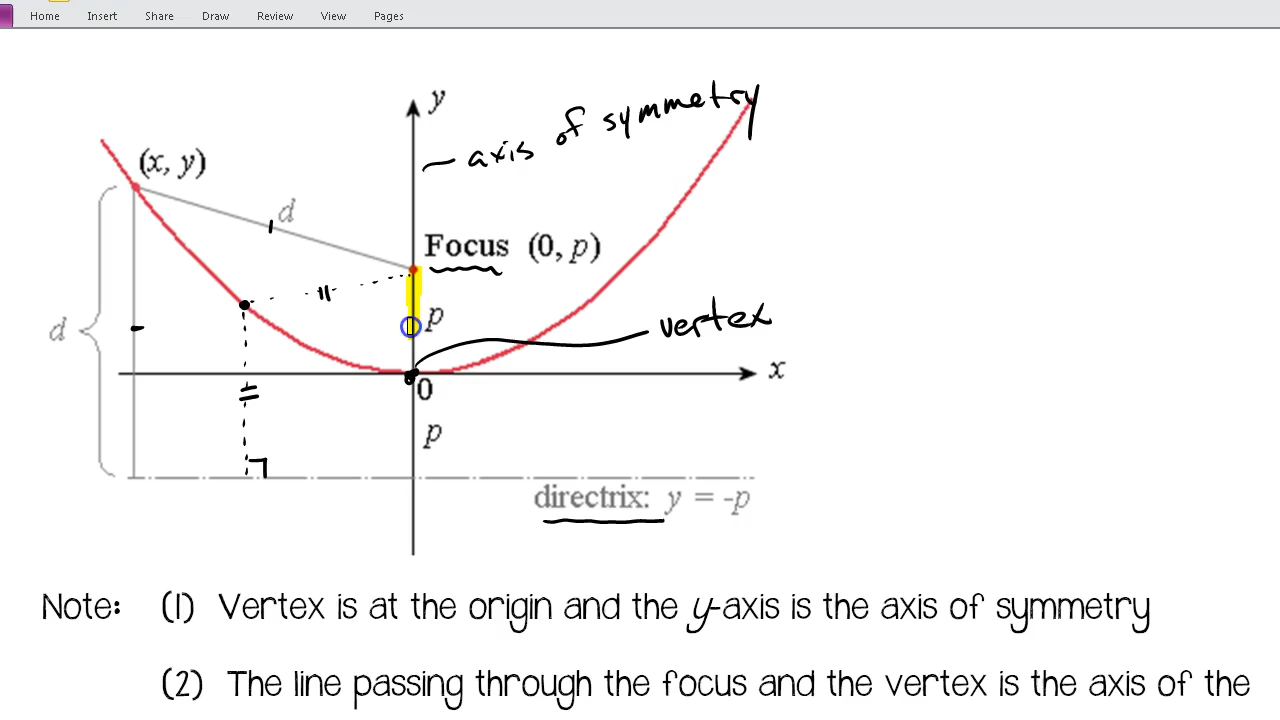 Home Insert Share Draw Review View Pages
y
axis of symmetry
(x, y)
d
Focus (0, p)
d
p
vertex
x
0
p
directrix: y = -p
Note: (1) Vertex is at the origin and the y-axis is the axis of symmetry
(2) The line passing through the focus and the vertex is the axis of the